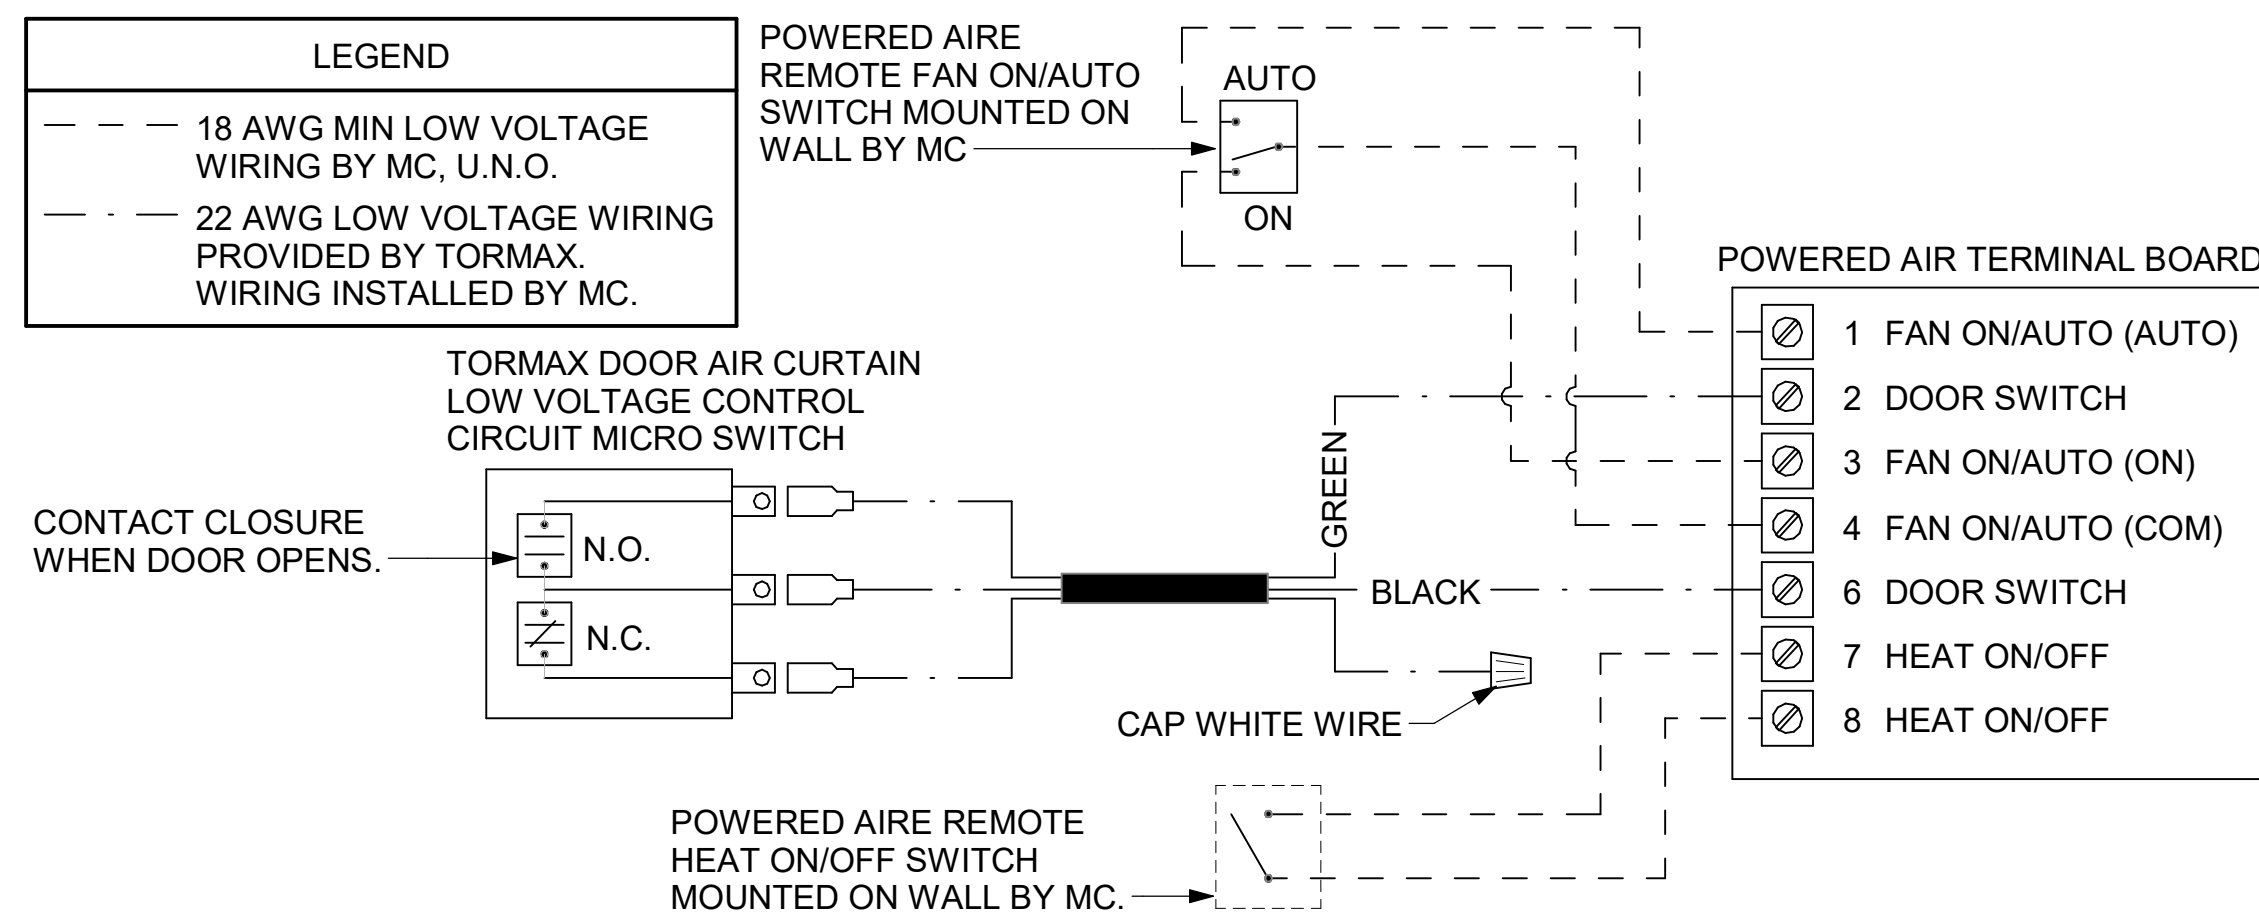 LEGEND
18 AWG MIN LOW VOLTAGE
WIRING BY MC, U.N.O.
22 AWG LOW VOLTAGE WIRING
PROVIDED BY TORMAX.
WIRING INSTALLED BY MC.
POWERED AIRE
REMOTE FAN ON/AUTO
SWITCH MOUNTED ON
WALL BY MC
AUTO
ON
POWERED AIR TERMINAL BOARD
1 FAN ON/AUTO (AUTO)
2 DOOR SWITCH
3 FAN ON/AUTO (ON)
4 FAN ON/AUTO (COM)
6 DOOR SWITCH
7 HEAT ON/OFF
8 HEAT ON/OFF
TORMAX DOOR AIR CURTAIN
LOW VOLTAGE CONTROL
CIRCUIT MICRO SWITCH
CONTACT CLOSURE
WHEN DOOR OPENS.
N.O.
N.C.
GREEN
BLACK
CAP WHITE WIRE
POWERED AIRE REMOTE
HEAT ON/OFF SWITCH
MOUNTED ON WALL BY MC.